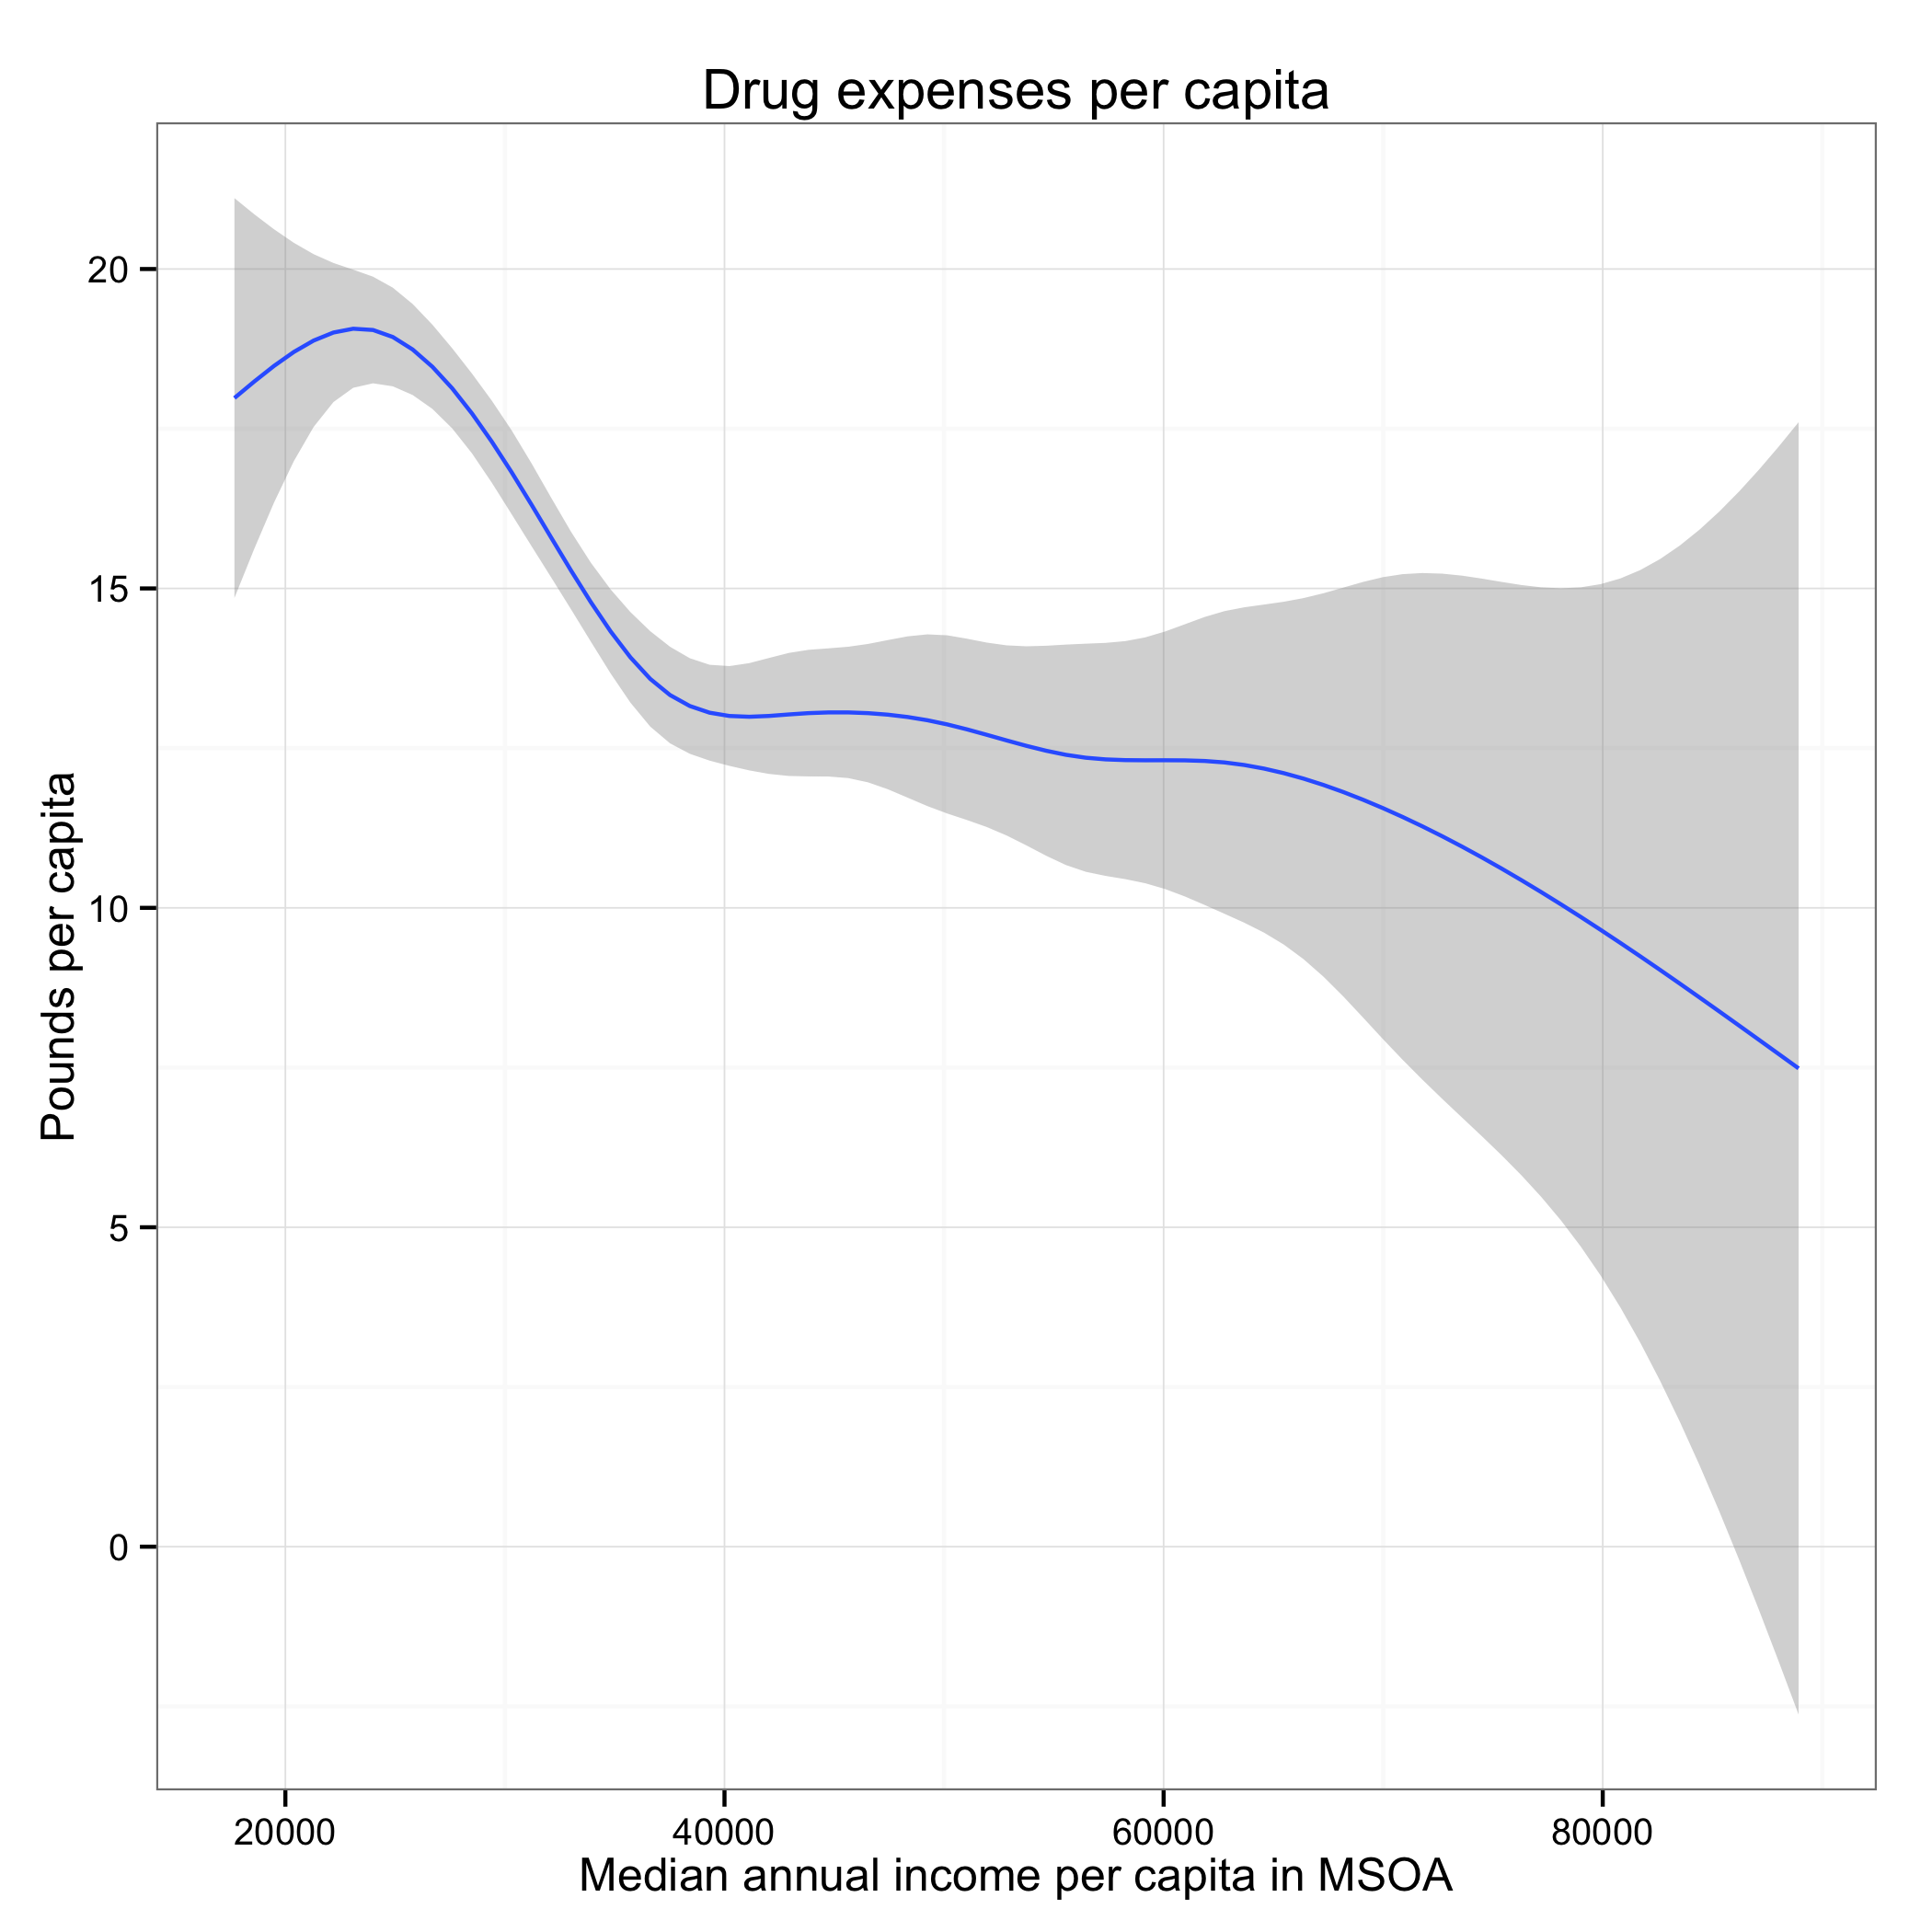 Drug expenses per capita
Pounds per capita
20
15
10
5
0
20000 40000 60000 80000
Median annual income per capita in MSOA